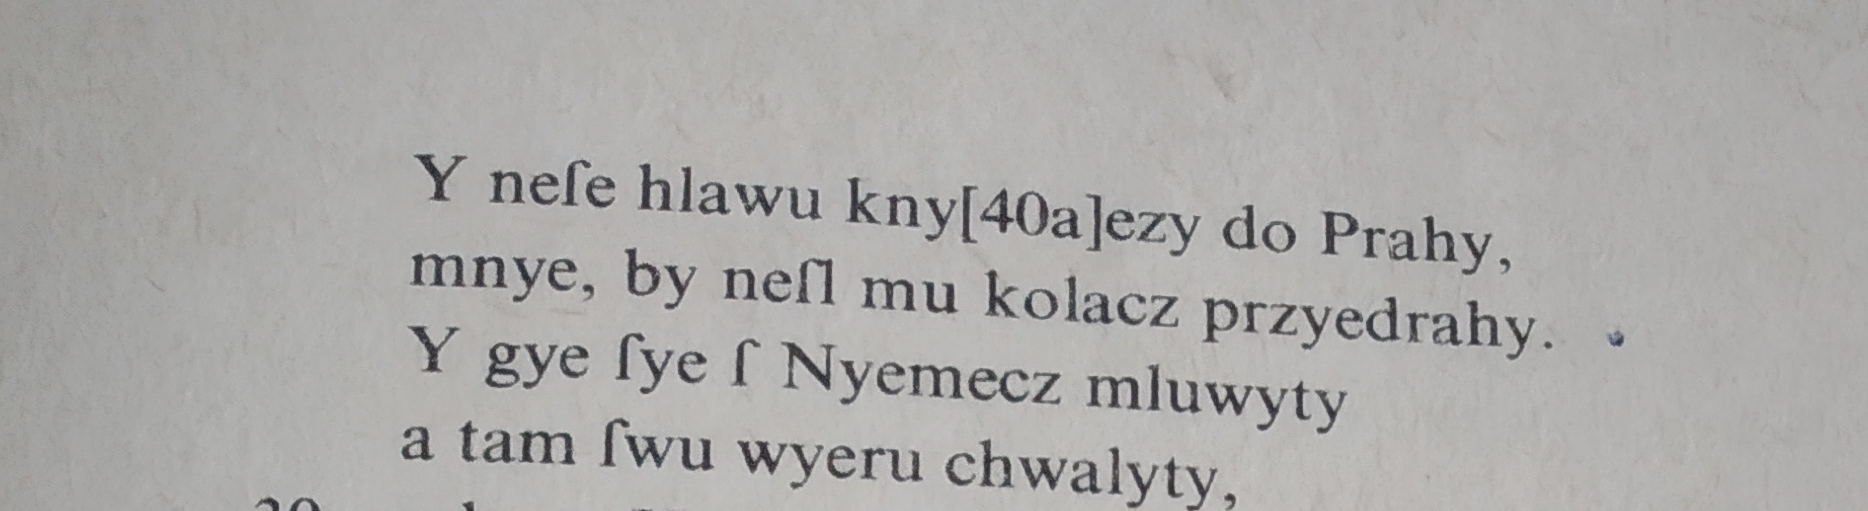 Y neſe hlawu kny[40a]ezy do Prahy,
mnye, by neſl mu kolacz przyedrahy.
Y gye ſye ſ Nyemecz mluwyty
a tam ſwu wyeru chwalyty,